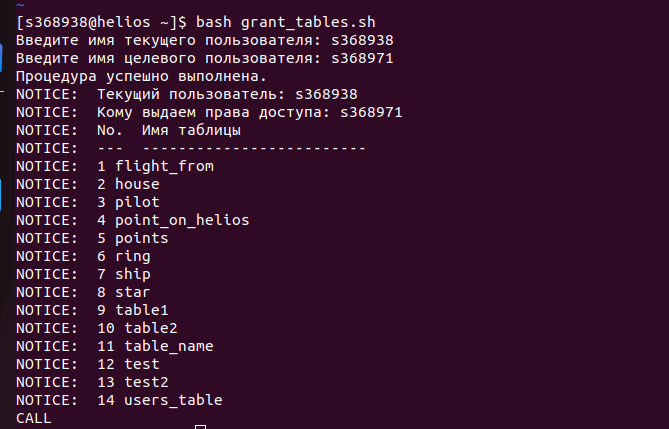 ~
[s368938@helios ~]$ bash grant_tables.sh
Введите имя текущего пользователя: s368938
Введите имя целевого пользователя: s368971
Процедура успешно выполнена.
NOTICE:  Текущий пользователь: s368938
NOTICE:  Кому выдаем права доступа: s368971
NOTICE:  No.  Имя таблицы
NOTICE:  ---  -------------------------
NOTICE:  1 flight_from
NOTICE:  2 house
NOTICE:  3 pilot
NOTICE:  4 point_on_helios
NOTICE:  5 points
NOTICE:  6 ring
NOTICE:  7 ship
NOTICE:  8 star
NOTICE:  9 table1
NOTICE:  10 table2
NOTICE:  11 table_name
NOTICE:  12 test
NOTICE:  13 test2
NOTICE:  14 users_table
CALL